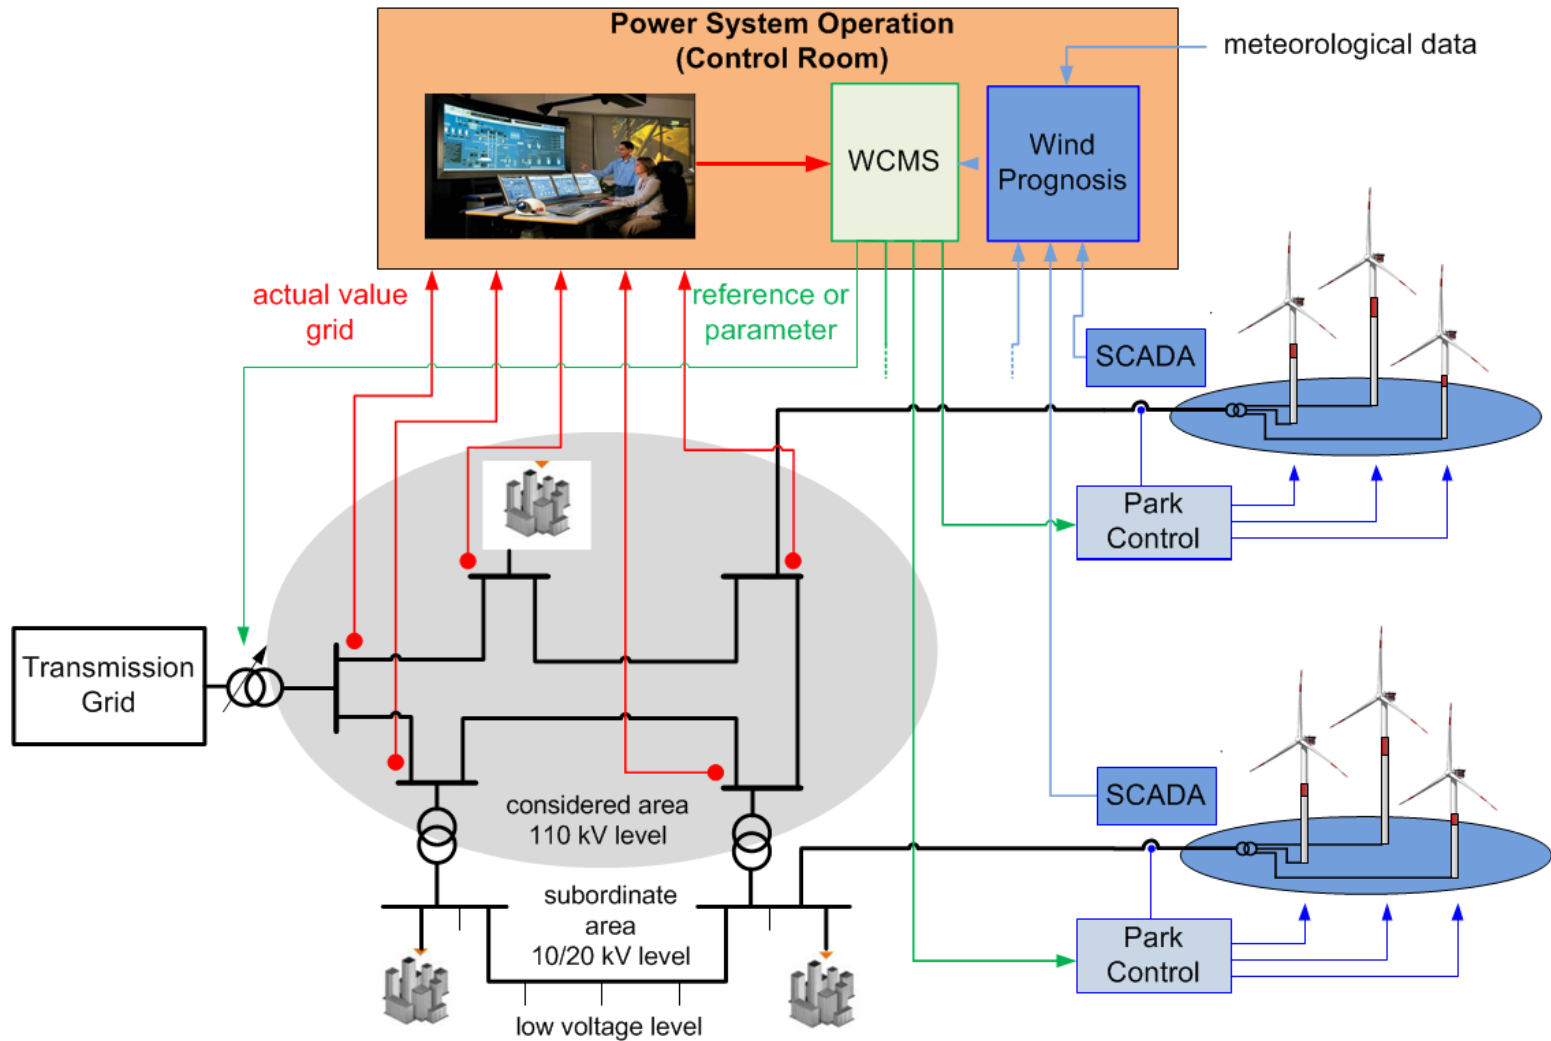 Power System Operation
(Control Room)
meteorological data
WCMS
Wind
Prognosis
actual value
grid
reference or
parameter
SCADA
Park
Control
Transmission
Grid
considered area
110 kV level
SCADA
subordinate
area
10/20 kV level
Park
Control
low voltage level